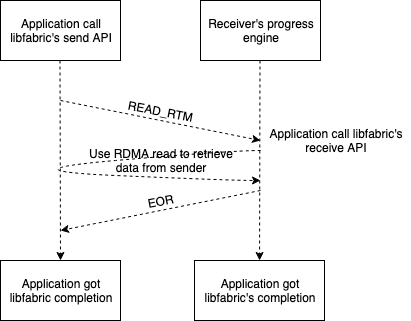 Application call
libfabric's send API
Receiver's progress
engine
READ_RTM
Application call libfabric's
receive API
Use RDMA read to retrieve
data from sender
EOR
Application got
libfabric completion
Application got
libfabric's completion